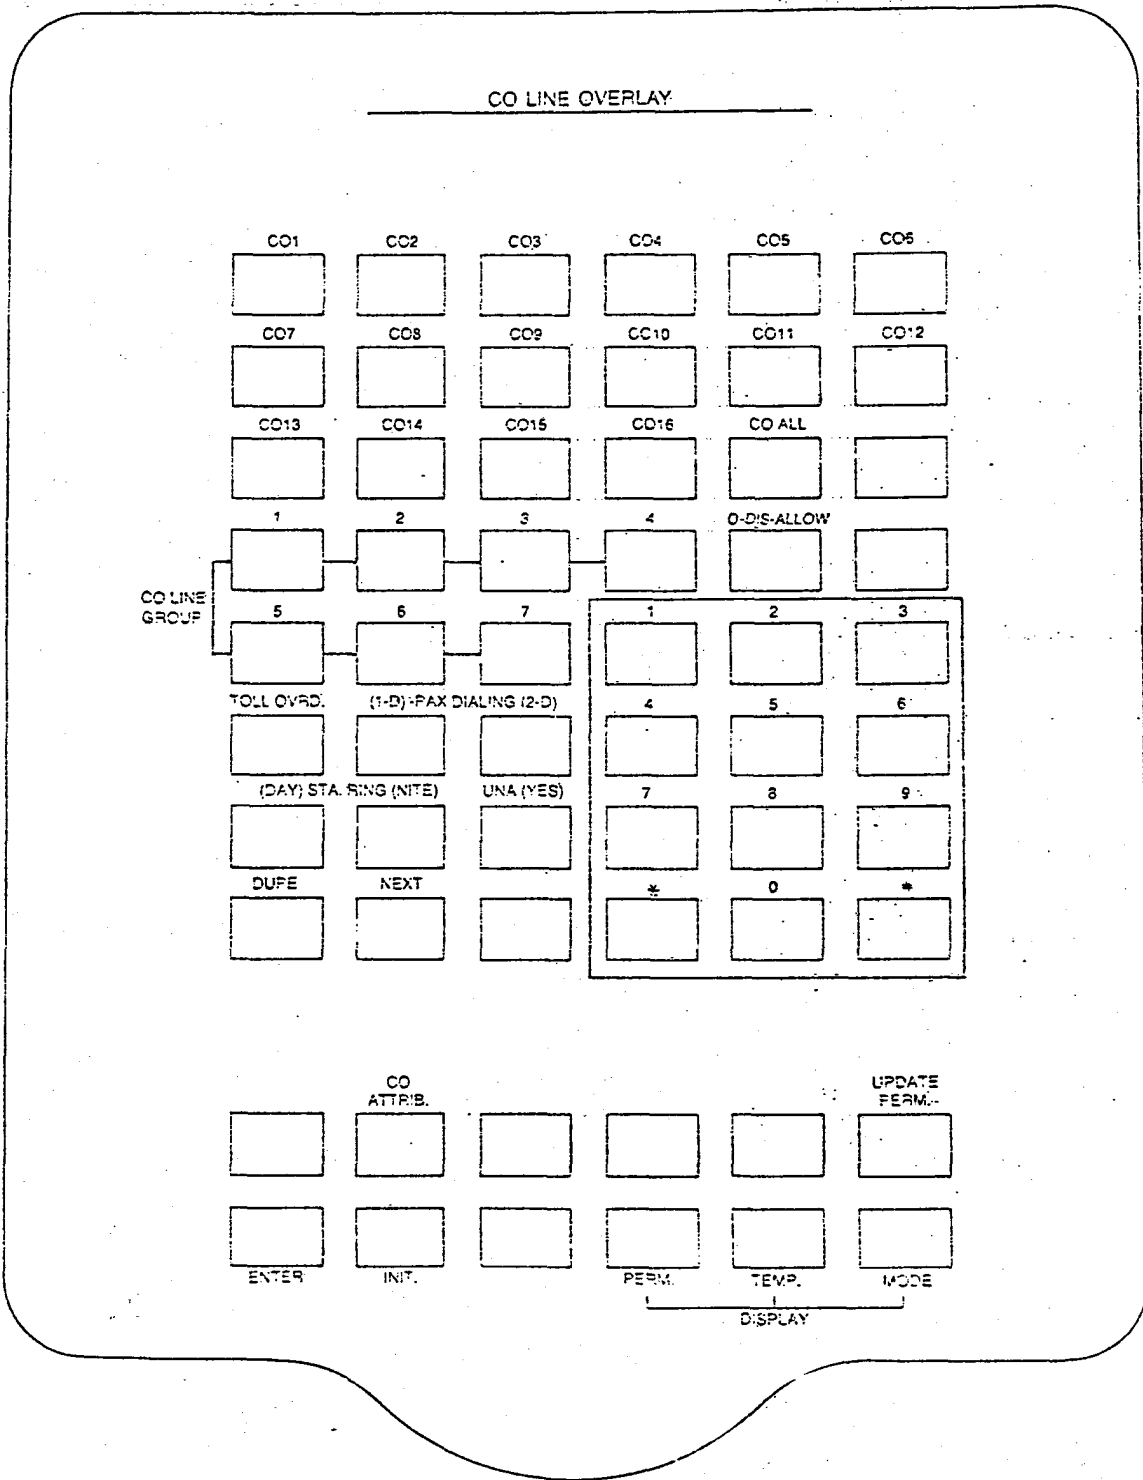 CO LINE OVERLAY
CO1 CO2 CO3 CO4 CO5 CO6
CO7 CO8 CO9 CO10 CO11 CO12
CO13 CO14 CO15 CO16 CO ALL
1 2 3 4 O-DIS-ALLOW
CO LINE
GROUP
5 6 7 1 2 3
TOLL OVRD. (1-D)-PAX DIALING (2-D) 4 5 6
(DAY) STA. RING (NITE) UNA (YES) 7 8 9
DUPE NEXT * 0 #
CO
ATTRIB.
UPDATE
PERM.
ENTER INIT. PERM. TEMP. MODE
DISPLAY